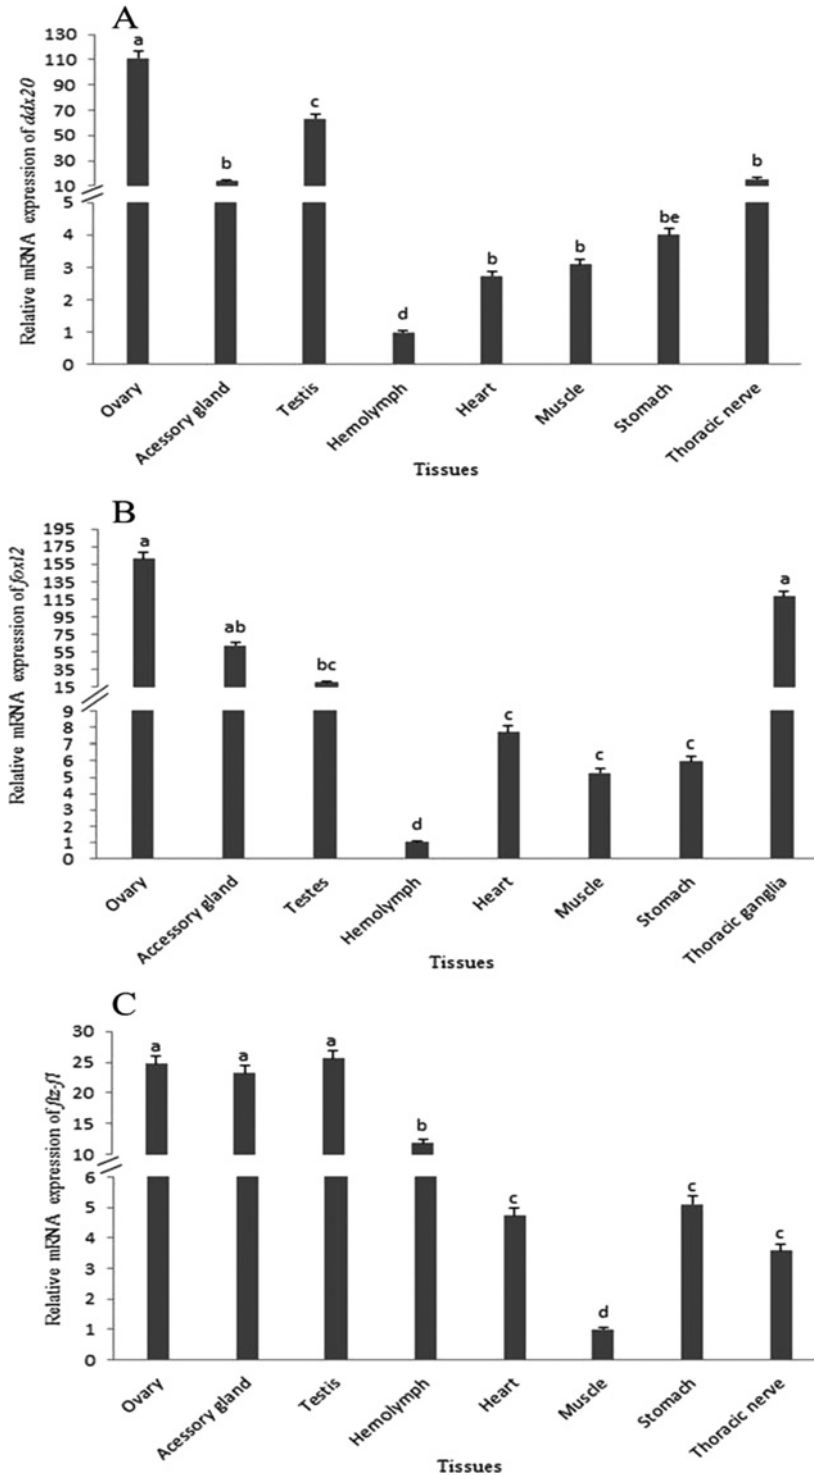 A
Relative mRNA expression of ddx20
130
110
90
70
50
30
10
5
4
3
2
1
0
a
b
c
d
b
b
be
b
Ovary
Acessory gland
Testis
Hemolymph
Heart
Muscle
Stomach
Thoracic nerve
Tissues
B
Relative mRNA expression of foxl2
195
175
155
135
115
95
75
55
35
15
9
8
7
6
5
4
3
2
1
0
a
ab
bc
d
c
c
c
a
Ovary
Accessory gland
Testes
Hemolymph
Heart
Muscle
Stomach
Thoracic ganglia
Tissues
C
Relative mRNA expression of ftz-f1
30
25
20
15
10
6
5
4
3
2
1
0
a
a
a
b
c
d
c
c
Ovary
Acessory gland
Testis
Hemolymph
Heart
Muscle
Stomach
Thoracic nerve
Tissues